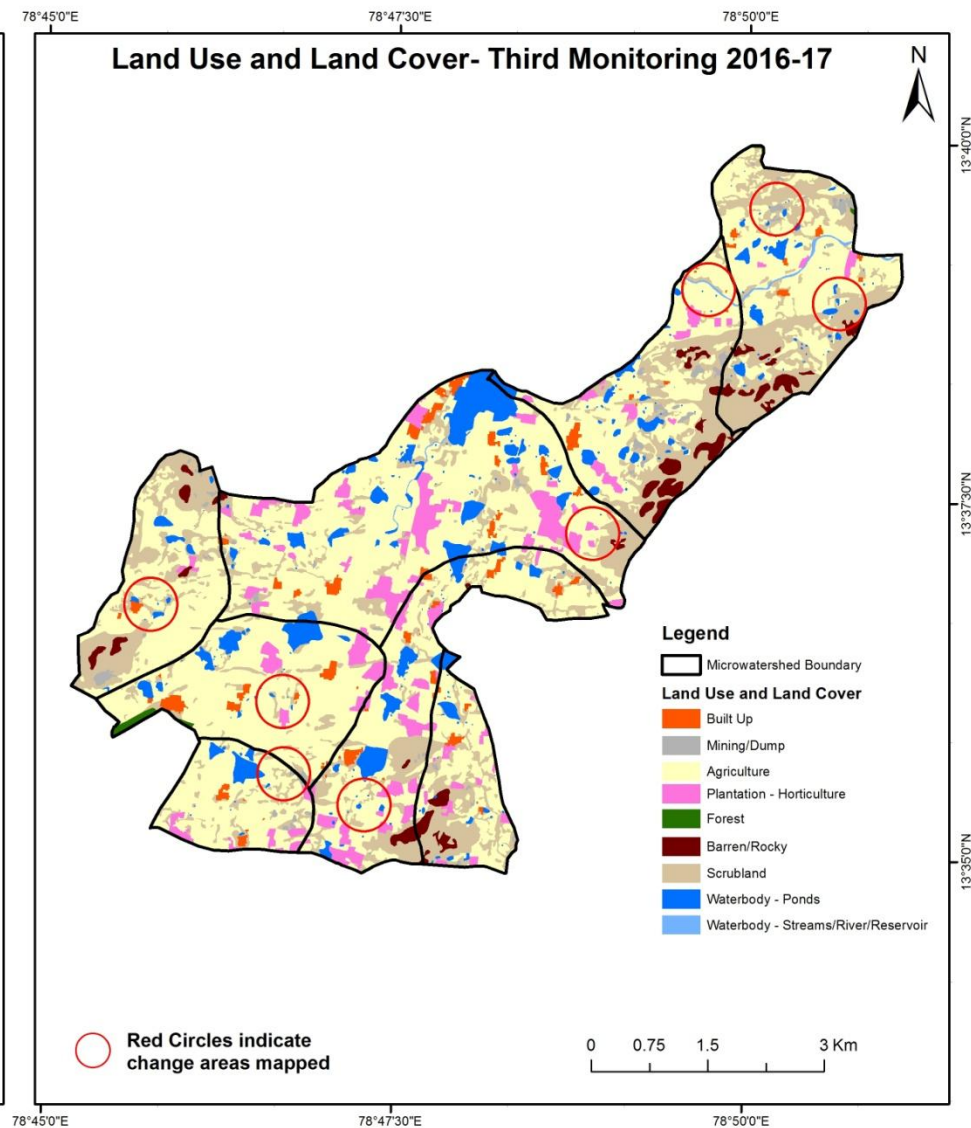 78°45'0"E 78°47'30"E 78°50'0"E
Land Use and Land Cover- Third Monitoring 2016-17
N
13°40'0"N
13°37'30"N
Legend
Microwatershed Boundary
Land Use and Land Cover
Built Up
Mining/Dump
Agriculture
Plantation - Horticulture
Forest
Barren/Rocky
Scrubland
Waterbody - Ponds
Waterbody - Streams/River/Reservoir
13°35'0"N
Red Circles indicate
change areas mapped
0 0.75 1.5 3 Km
78°45'0"E 78°47'30"E 78°50'0"E